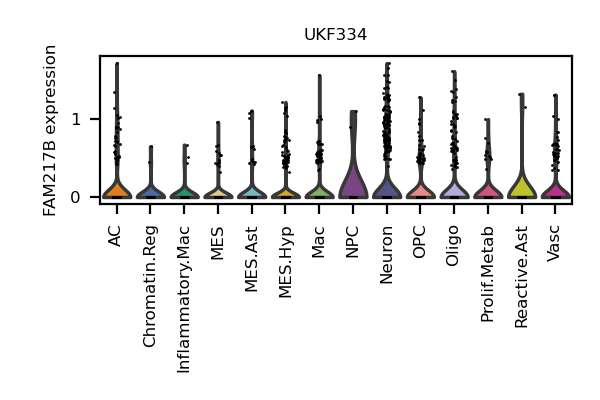 UKF334
FAM217B expression
1
0
AC
Chromatin.Reg
Inflammatory.Mac
MES
MES.Ast
MES.Hyp
Mac
NPC
Neuron
OPC
Oligo
Prolif.Metab
Reactive.Ast
Vasc